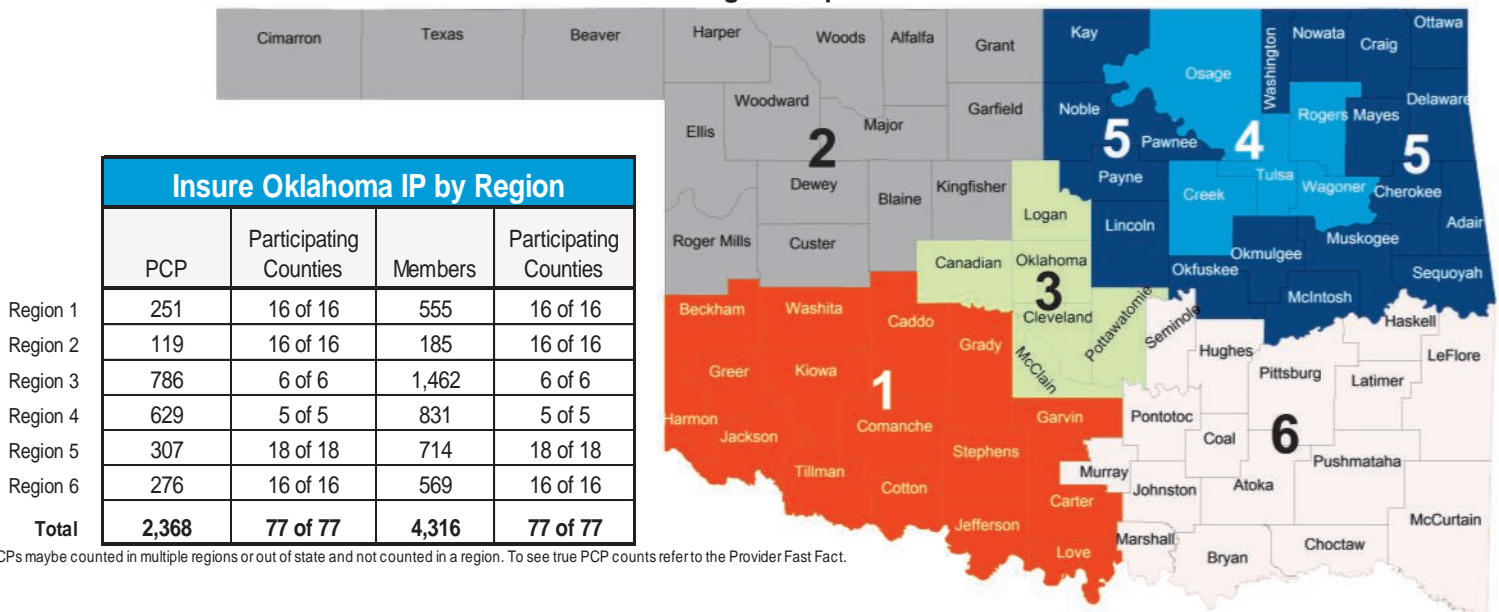 Insure Oklahoma IP by Region
PCP Participating Counties Members Participating Counties
Region 1 251 16 of 16 555 16 of 16
Region 2 119 16 of 16 185 16 of 16
Region 3 786 6 of 6 1,462 6 of 6
Region 4 629 5 of 5 831 5 of 5
Region 5 307 18 of 18 714 18 of 18
Region 6 276 16 of 16 569 16 of 16
Total 2,368 77 of 77 4,316 77 of 77
CPs maybe counted in multiple regions or out of state and not counted in a region. To see true PCP counts refer to the Provider Fast Fact.
Cimarron
Texas
Beaver
Harper
Woods
Alfalfa
Grant
Woodward
Garfield
Ellis
Major
2
Dewey
Blaine
Kingfisher
Roger Mills
Custer
Kay
Osage
Washington
Nowata
Craig
Ottawa
Noble
5
Pawnee
4
Rogers
Mayes
Delaware
5
Payne
Creek
Tulsa
Wagoner
Cherokee
Adair
Lincoln
Okmulgee
Muskogee
Okfuskee
McIntosh
Sequoyah
Logan
Canadian
Oklahoma
3
Cleveland
Pottawatomie
McClain
Beckham
Washita
Caddo
Grady
Greer
Kiowa
1
Harmon
Jackson
Comanche
Garvin
Stephens
Tillman
Cotton
Carter
Jefferson
Love
Seminole
Hughes
Haskell
Pittsburg
LeFlore
Latimer
Pontotoc
Coal
6
Murray
Pushmataha
Johnston
Atoka
McCurtain
Marshall
Bryan
Choctaw